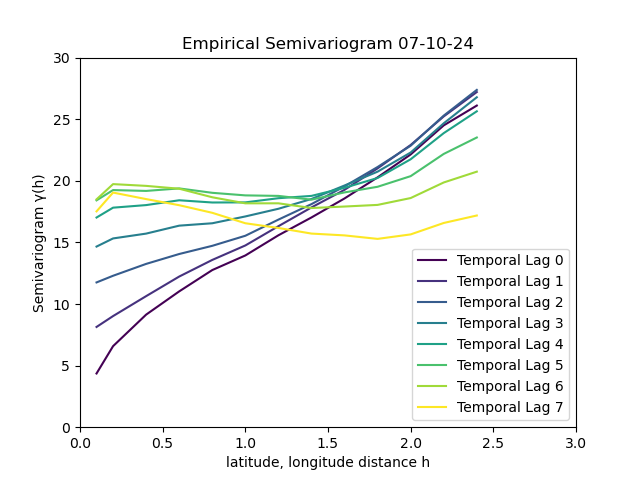 Empirical Semivariogram 07-10-24
30
25
20
15
10
5
0
Semivariogram γ(h)
0.0 0.5 1.0 1.5 2.0 2.5 3.0
latitude, longitude distance h
Temporal Lag 0
Temporal Lag 1
Temporal Lag 2
Temporal Lag 3
Temporal Lag 4
Temporal Lag 5
Temporal Lag 6
Temporal Lag 7